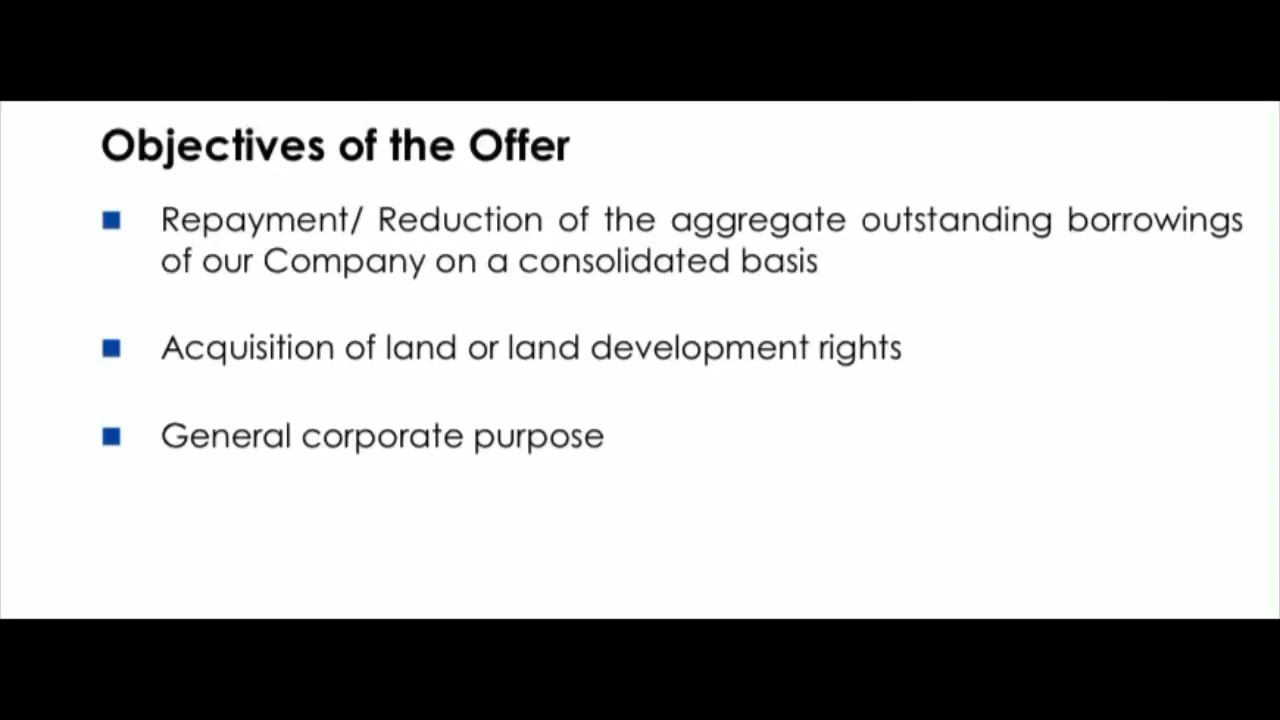 Objectives of the Offer
■ Repayment/ Reduction of the aggregate outstanding borrowings
of our Company on a consolidated basis
■ Acquisition of land or land development rights
■ General corporate purpose